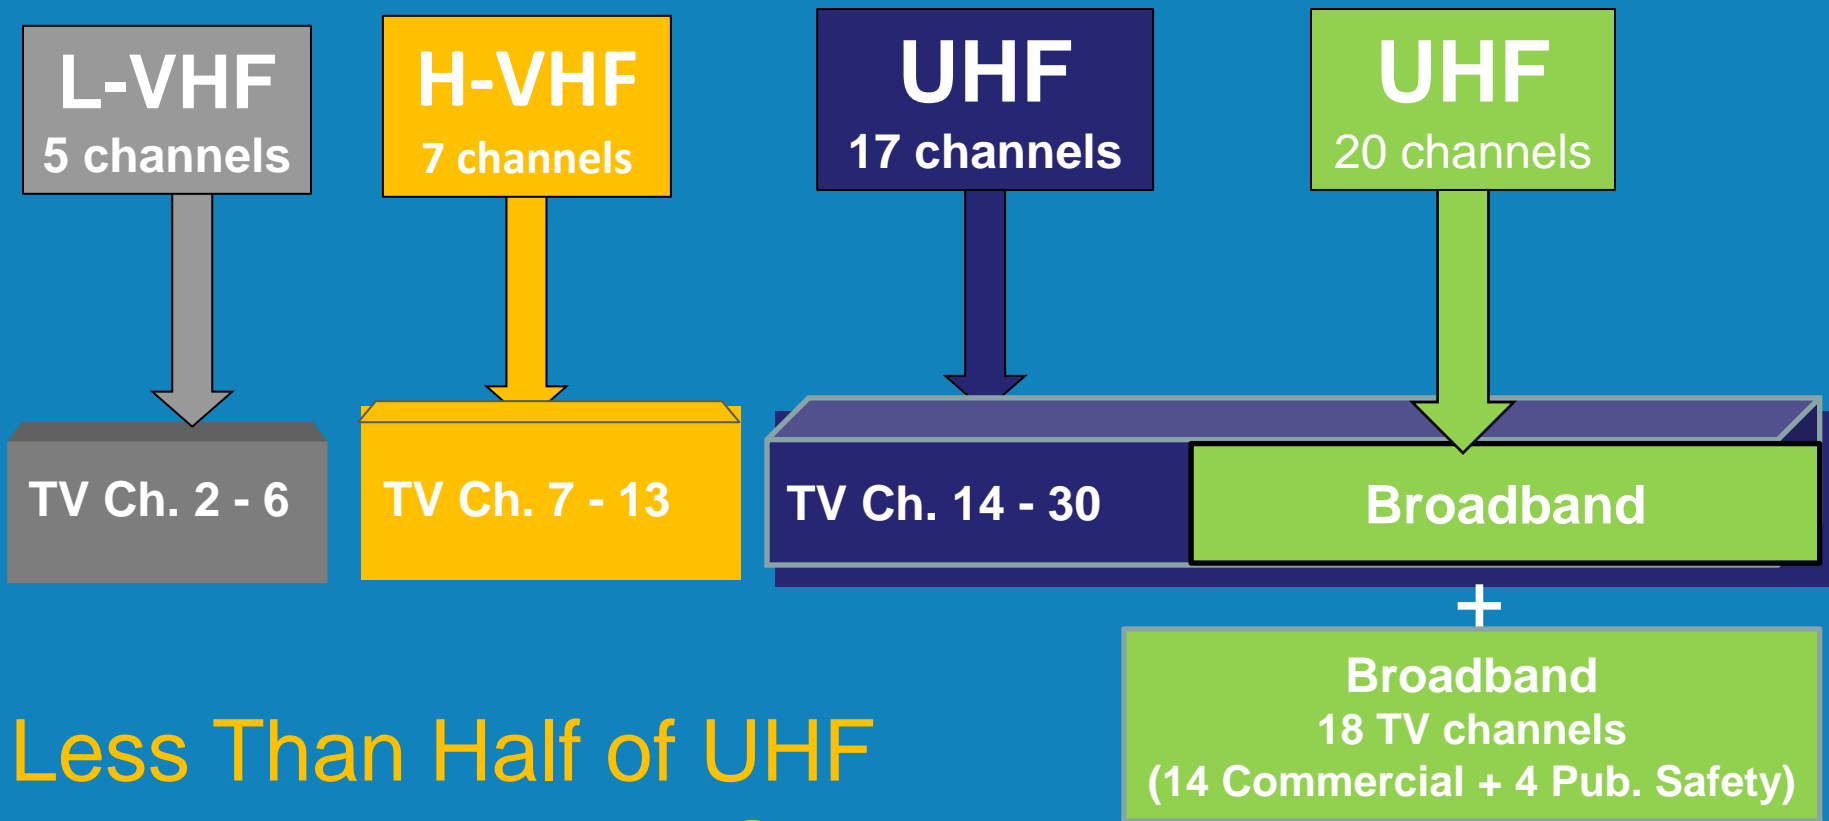 L-VHF
5 channels
H-VHF
7 channels
UHF
17 channels
UHF
20 channels
TV Ch. 2 - 6
TV Ch. 7 - 13
TV Ch. 14 - 30
Broadband
+
Broadband
18 TV channels
(14 Commercial + 4 Pub. Safety)
Less Than Half of UHF